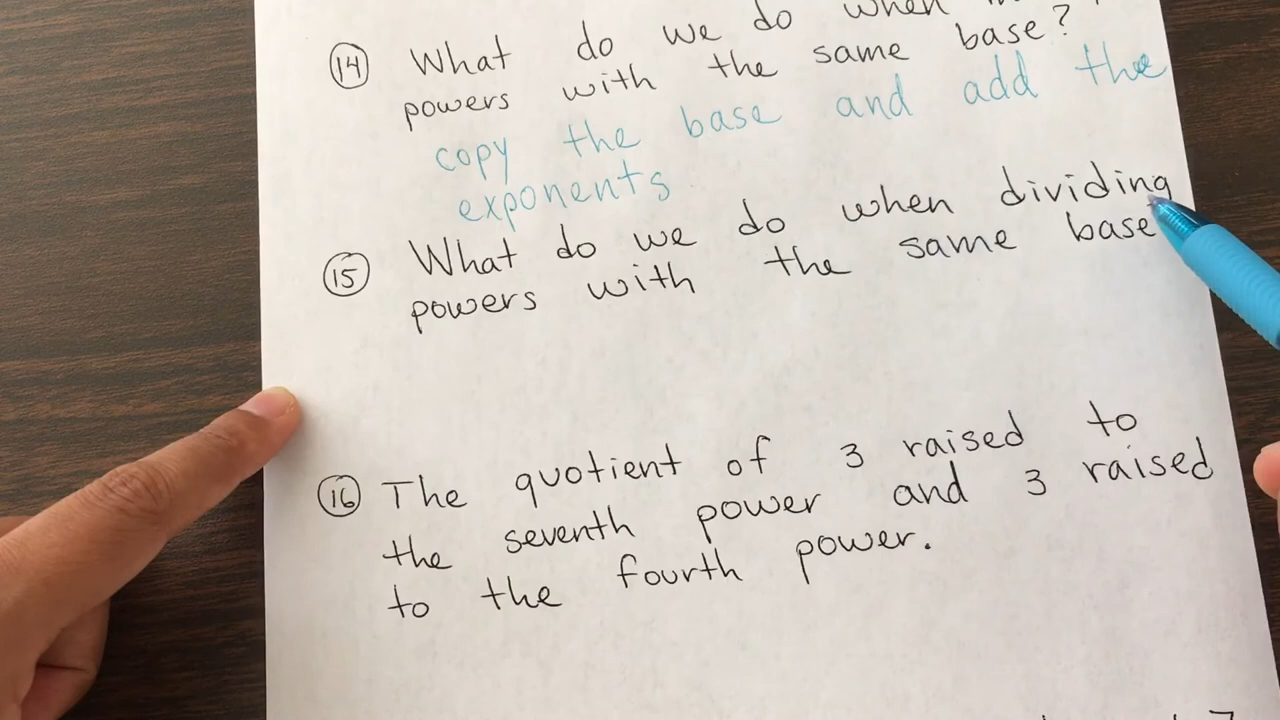 14 What do we do when
powers with the same base?
copy the base and add the
exponents
15 What do we do when dividing
powers with the same base
16 The quotient of 3 raised to
the seventh power and 3 raised
to the fourth power.